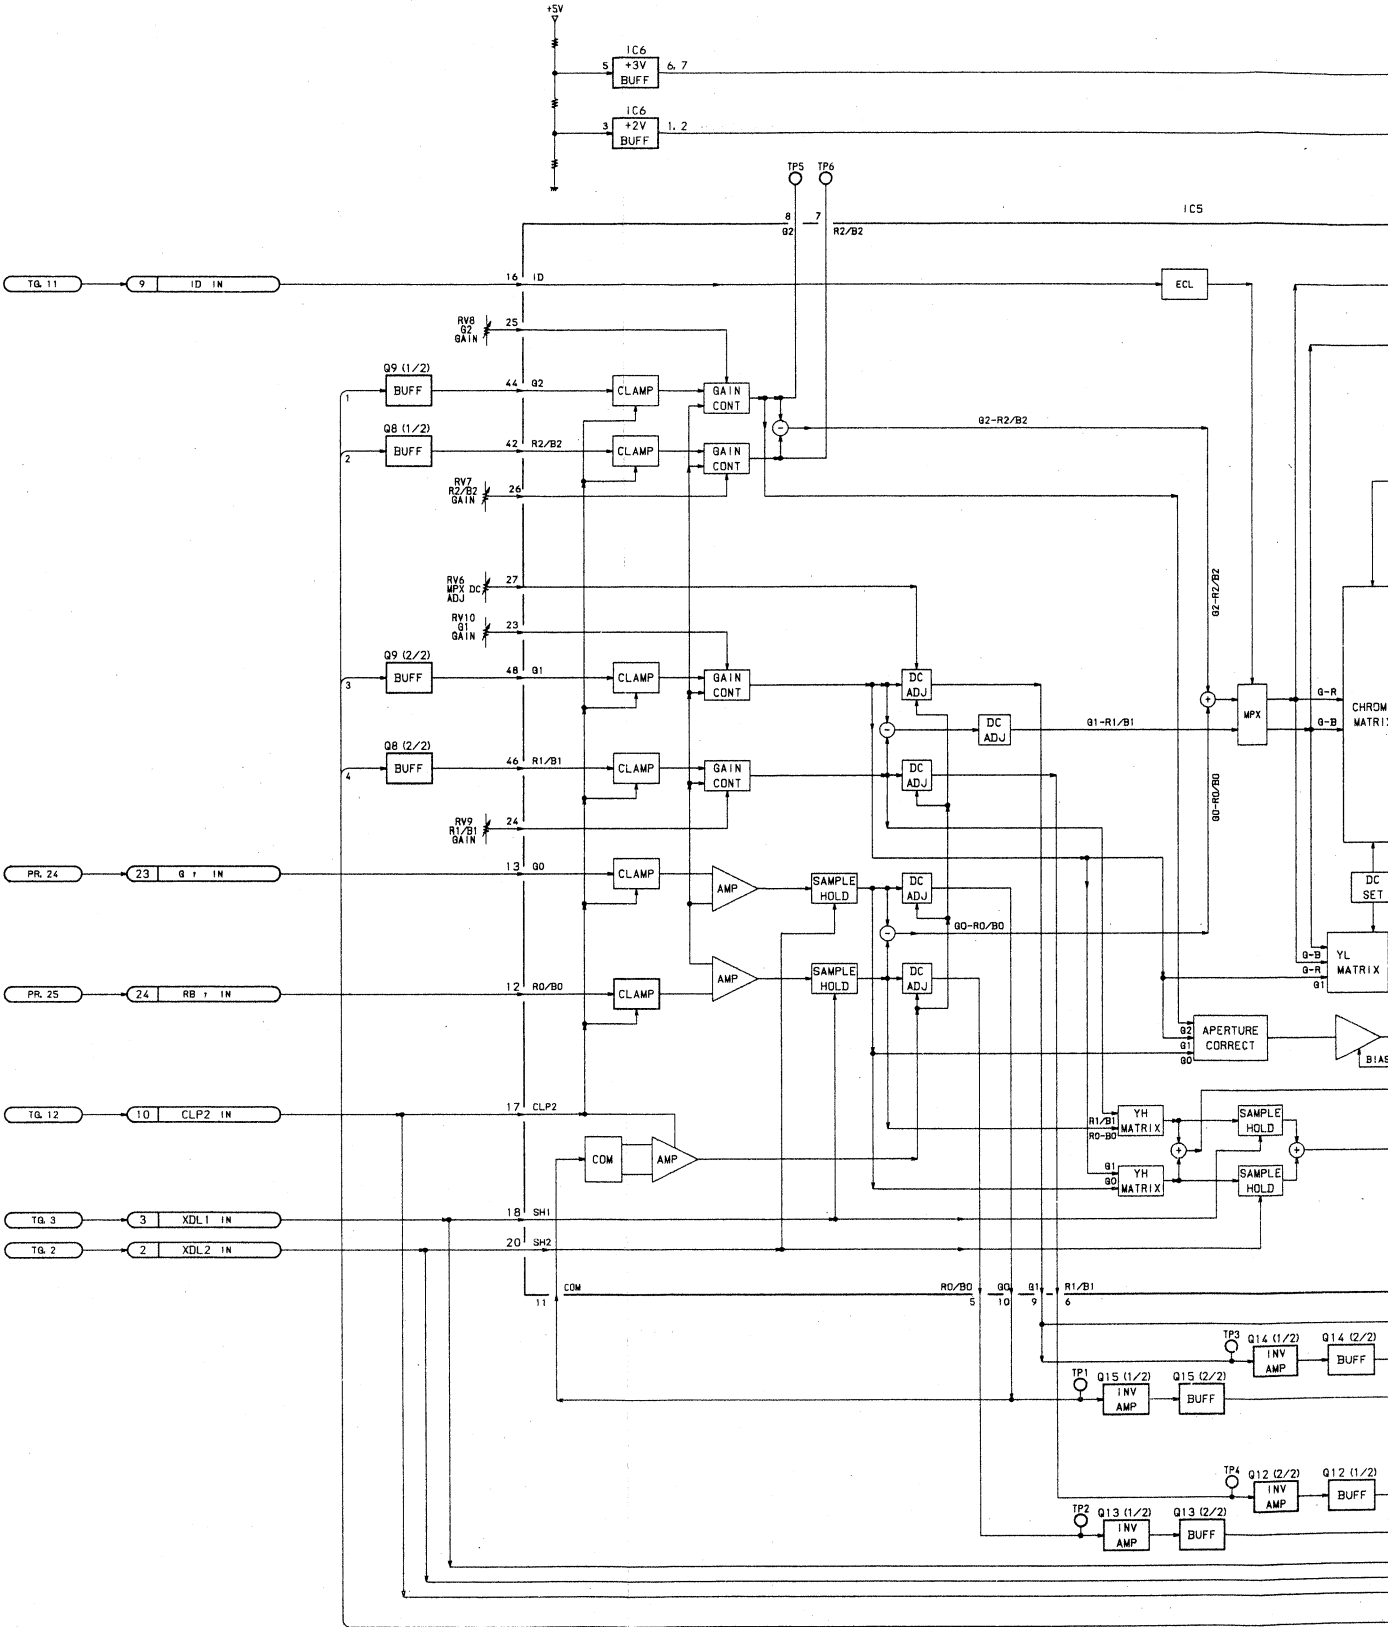 +5V
IC6
5 +3V BUFF 6, 7
IC6
3 +2V BUFF 1, 2
TP5 TP6
8 7
G2 R2/B2
IC5
TG. 11 9 ID IN 16 ID ECL
RV8 G2 GAIN 25
Q9 (1/2)
1 BUFF 44 G2 CLAMP GAIN CONT
G2-R2/B2
Q8 (1/2)
2 BUFF 42 R2/B2 CLAMP GAIN CONT
RV7 R2/B2 GAIN 26
RV6 MPX DC ADJ 27
G2-R2/B2
RV10 G1 GAIN 23
Q9 (2/2)
3 BUFF 48 G1 CLAMP GAIN CONT DC ADJ
DC ADJ G1-R1/B1
MPX
G-R
G-B
CHROM
MATRI
Q8 (2/2)
4 BUFF 46 R1/B1 CLAMP GAIN CONT DC ADJ
G0-R0/B0
RV9 R1/B1 GAIN 24
PR. 24 23 G IN 13 G0 CLAMP AMP SAMPLE HOLD DC ADJ
DC SET
G0-R0/B0
G-B
G-R
G1
YL MATRIX
PR. 25 24 RB IN 12 R0/B0 CLAMP AMP SAMPLE HOLD DC ADJ
G2
G1
G0
APERTURE CORRECT
BIAS
TG. 12 10 CLP2 IN 17 CLP2
R1/B1
R0-B0
YH MATRIX SAMPLE HOLD
COM AMP
G1
G0
YH MATRIX SAMPLE HOLD
TG. 3 3 XDL1 IN 18 SH1
TG. 2 2 XDL2 IN 20 SH2
11 COM
R0/B0 G0 G1 R1/B1
5 10 9 6
TP3 Q14 (1/2) Q14 (2/2)
INV AMP BUFF
TP1 Q15 (1/2) Q15 (2/2)
INV AMP BUFF
TP4 Q12 (2/2) Q12 (1/2)
INV AMP BUFF
TP2 Q13 (1/2) Q13 (2/2)
INV AMP BUFF